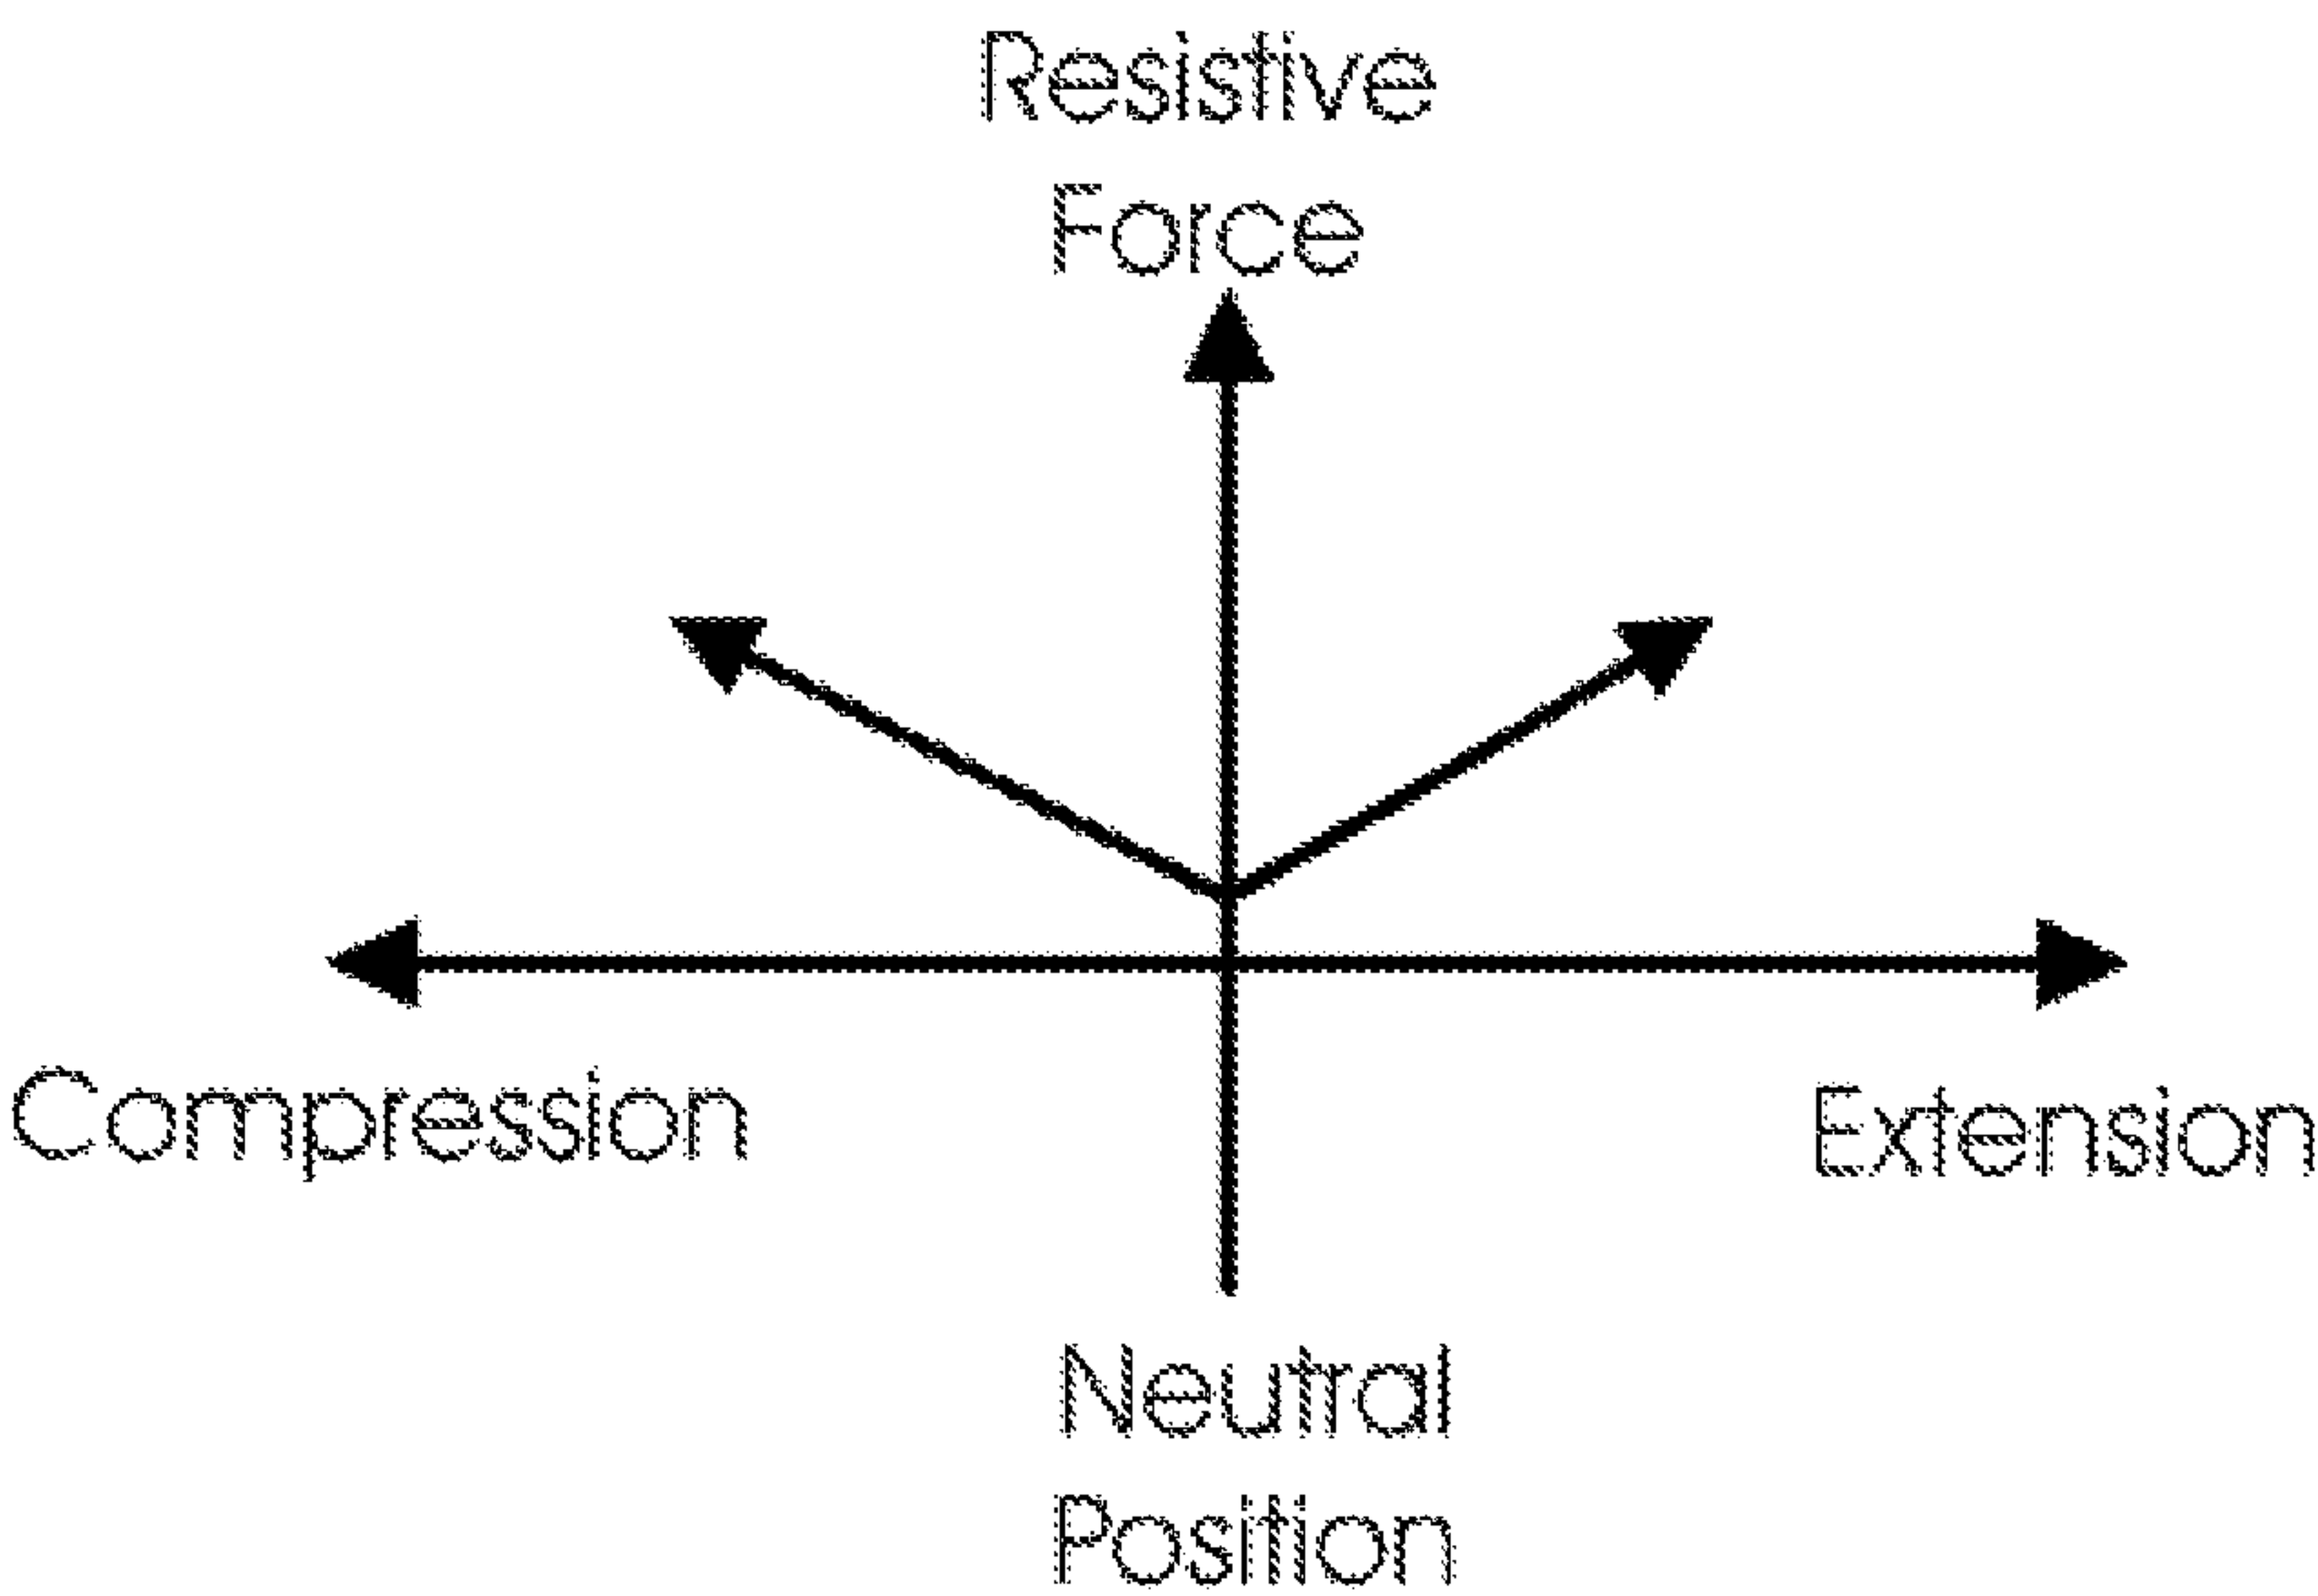 Resistive
Force
Compression
Extension
Neutral
Position